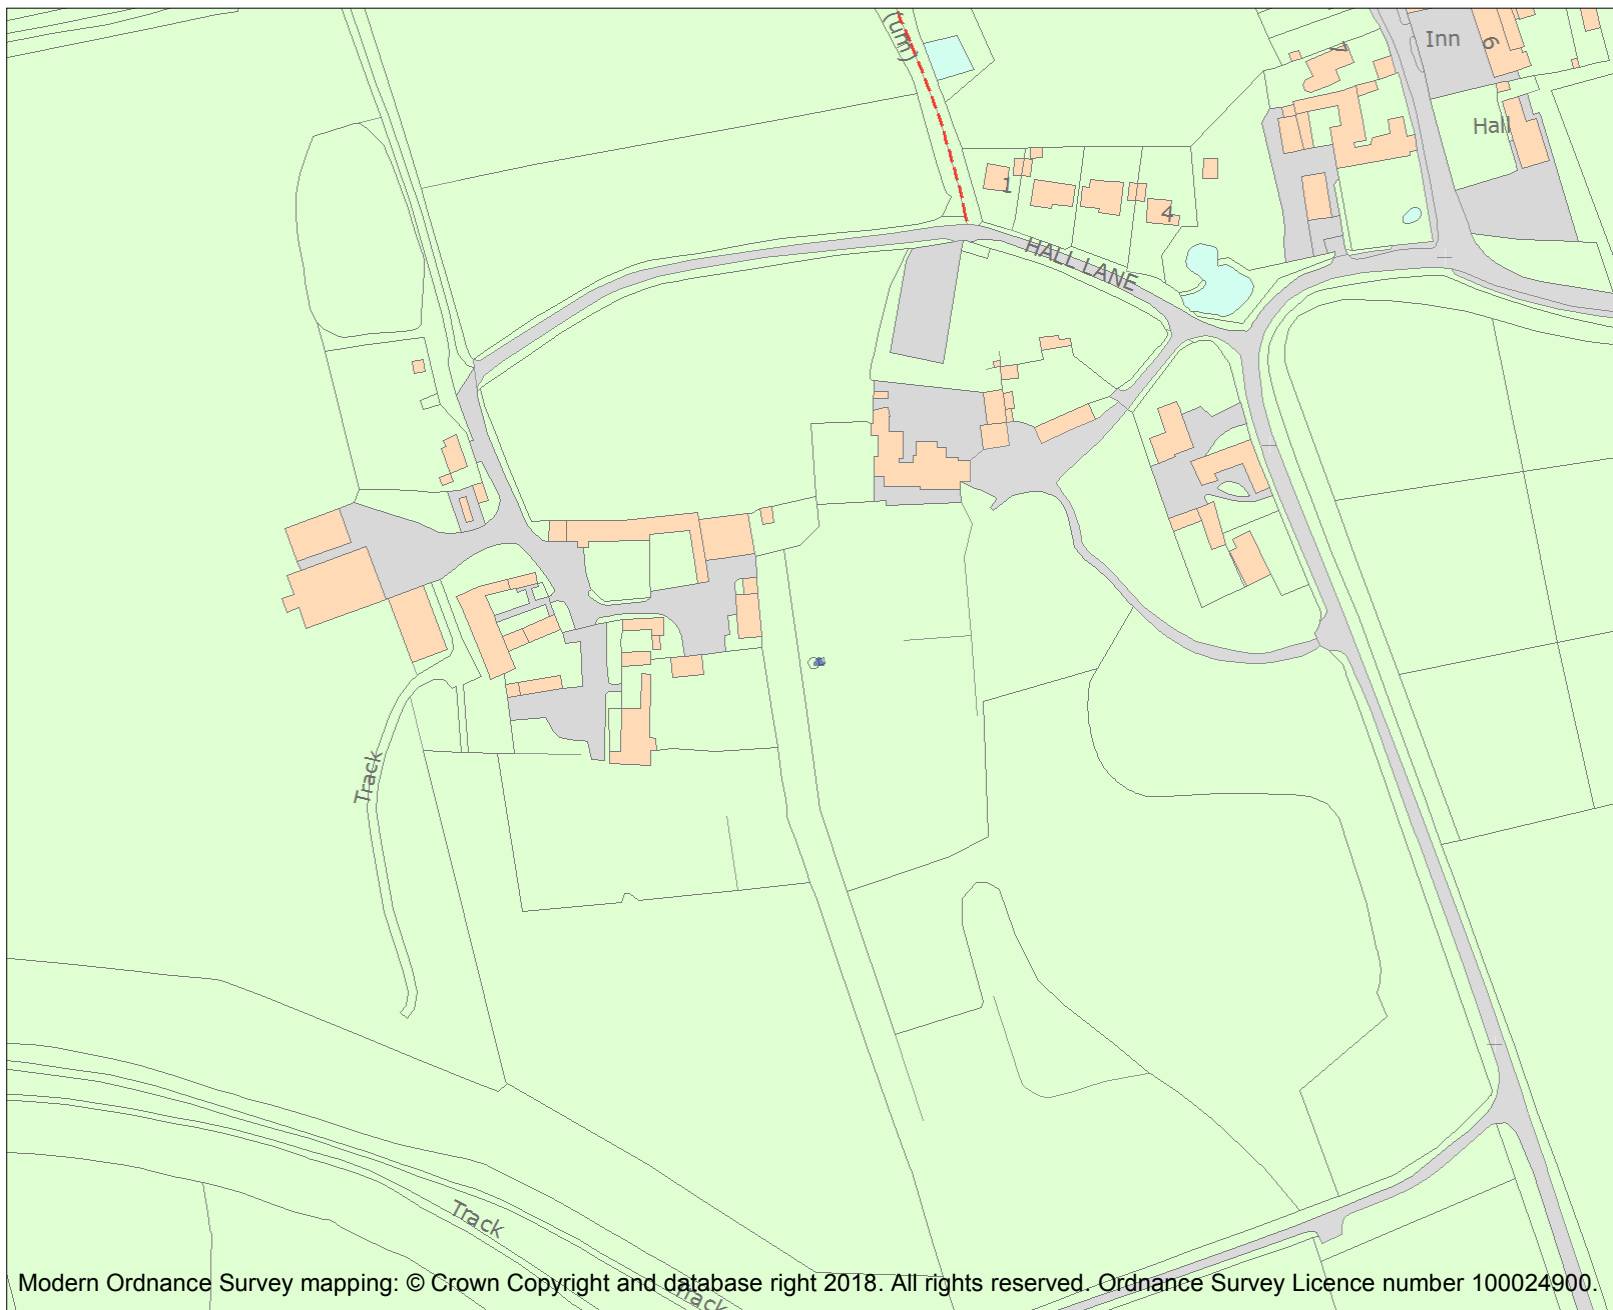 (um)
Inn
6
7
Hall
1
4
HALL LANE
Track
Track
Track
Modern Ordnance Survey mapping: © Crown Copyright and database right 2018. All rights reserved. Ordnance Survey Licence number 100024900.